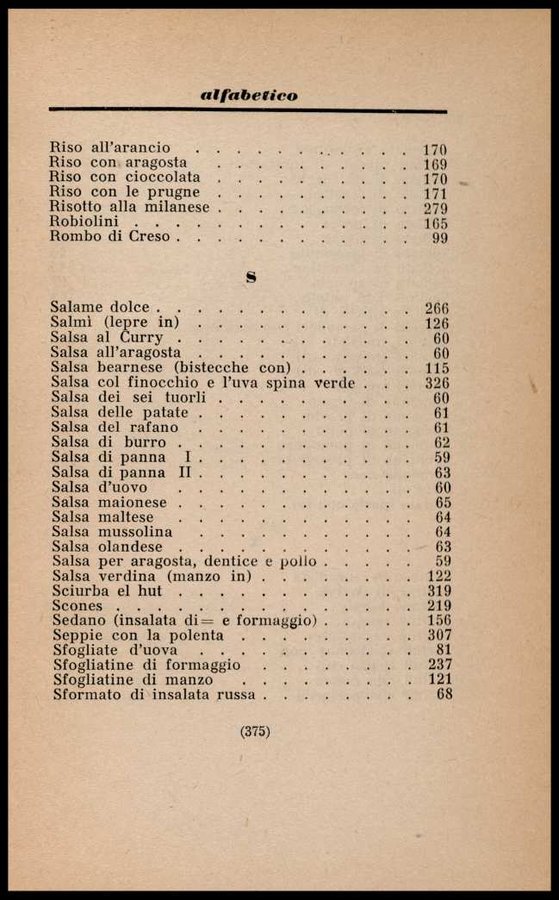 alfabetico
Riso all'arancio . . . . . . . . . . . 170
Riso con aragosta . . . . . . . . . . 169
Riso con cioccolata . . . . . . . . . 170
Riso con le prugne . . . . . . . . . . 171
Risotto alla milanese . . . . . . . . . 279
Robiolini . . . . . . . . . . . . . 165
Rombo di Creso . . . . . . . . . . . 99
S
Salame dolce . . . . . . . . . . . . 266
Salmì (lepre in) . . . . . . . . . . . 126
Salsa al Curry . . . . . . . . . . . 60
Salsa all'aragosta . . . . . . . . . . 60
Salsa bearnese (bistecche con) . . . . . . 115
Salsa col finocchio e l'uva spina verde . . . 326
Salsa dei sei tuorli . . . . . . . . . . 60
Salsa delle patate . . . . . . . . . . . 61
Salsa del rafano . . . . . . . . . . . 61
Salsa di burro . . . . . . . . . . . . 62
Salsa di panna I . . . . . . . . . . . 59
Salsa di panna II . . . . . . . . . . . 63
Salsa d'uovo . . . . . . . . . . . . 60
Salsa maionese . . . . . . . . . . . . 65
Salsa maltese . . . . . . . . . . . . 64
Salsa mussolina . . . . . . . . . . . 64
Salsa olandese . . . . . . . . . . . . 63
Salsa per aragosta, dentice e pollo . . . . . 59
Salsa verdina (manzo in) . . . . . . . . 122
Sciurba el hut . . . . . . . . . . . . 319
Scones . . . . . . . . . . . . . . . 219
Sedano (insalata di= e formaggio) . . . . . 156
Seppie con la polenta . . . . . . . . . 307
Sfogliate d'uova . . . . . . . . . . . 81
Sfogliatine di formaggio . . . . . . . . 237
Sfogliatine di manzo . . . . . . . . . 121
Sformato di insalata russa . . . . . . . . 68
(375)